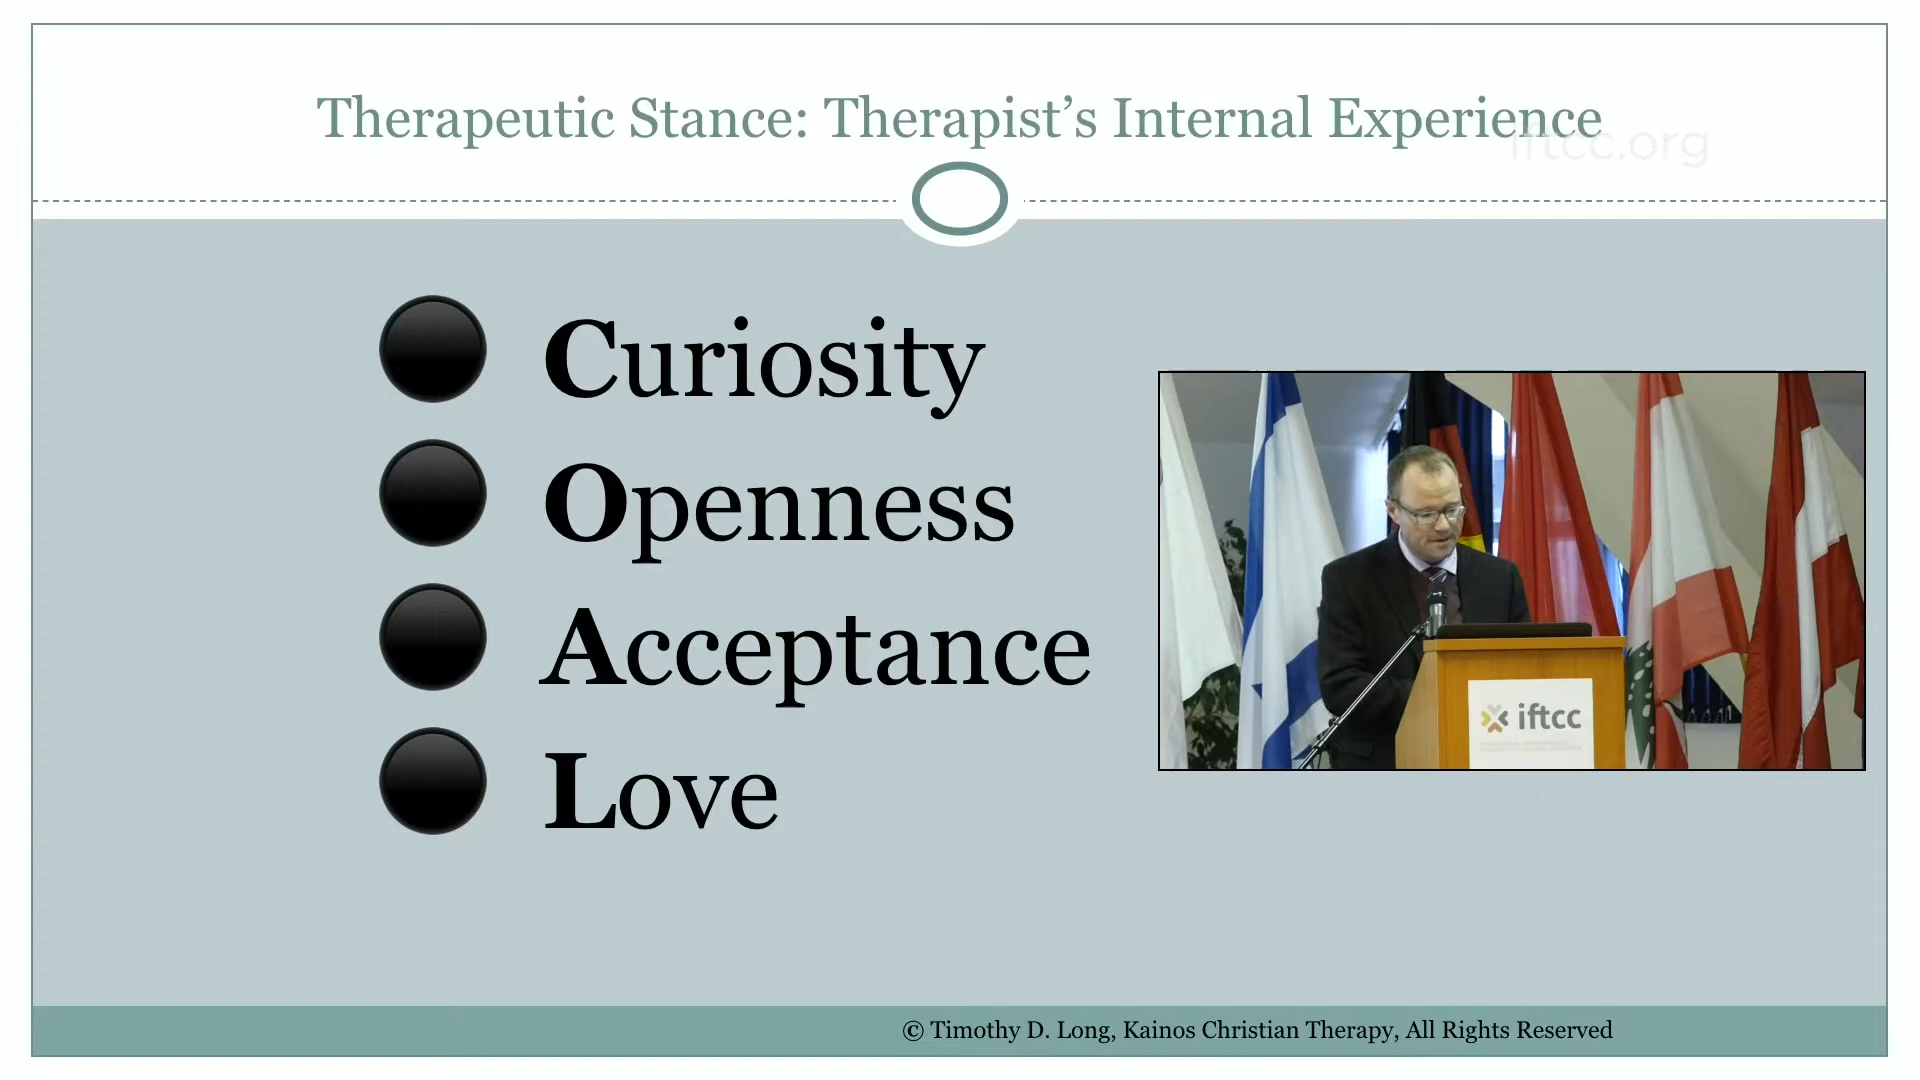 Therapeutic Stance: Therapist's Internal Experience
iftcc.org
Curiosity
Openness
Acceptance
Love
iftcc
© Timothy D. Long, Kainos Christian Therapy, All Rights Reserved